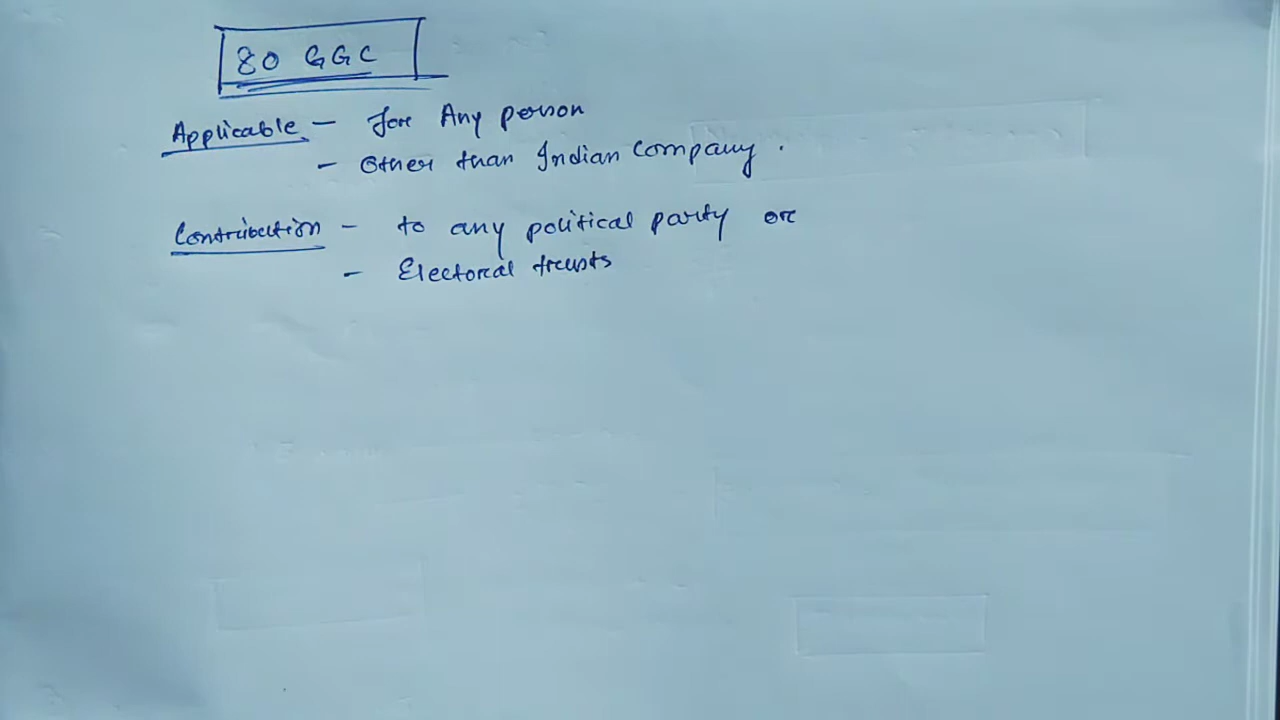 80 GGC
Applicable - for Any person
- Other than Indian Company.
Contribution - to any political party or
- Electoral trusts